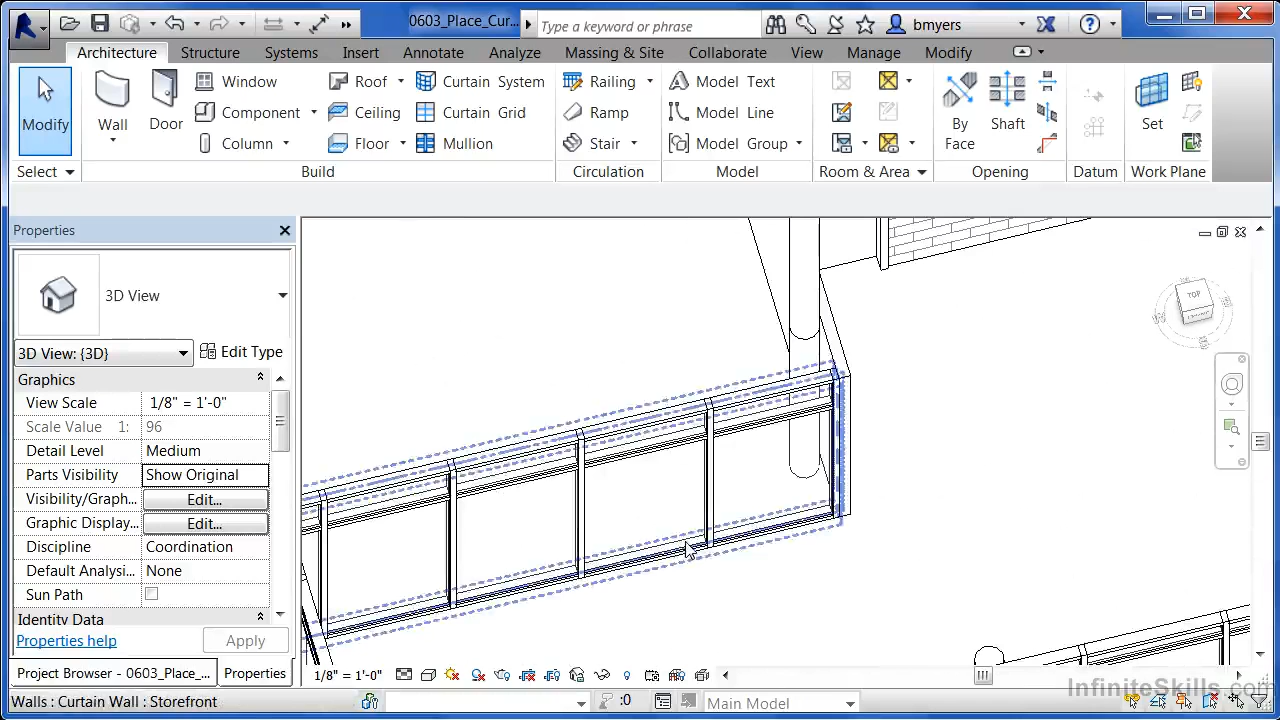 0603_Place_Cur...
Type a keyword or phrase
bmyers
Architecture Structure Systems Insert Annotate Analyze Massing & Site Collaborate View Manage Modify
Modify
Wall
Door
Window
Component
Column
Roof
Ceiling
Floor
Curtain System
Curtain Grid
Mullion
Railing
Ramp
Stair
Model Text
Model Line
Model Group
By
Face
Shaft
Set
Select Build Circulation Model Room & Area Opening Datum Work Plane
Properties
3D View
3D View: {3D} Edit Type
Graphics
View Scale 1/8" = 1'-0"
Scale Value 1: 96
Detail Level Medium
Parts Visibility Show Original
Visibility/Graph... Edit...
Graphic Display... Edit...
Discipline Coordination
Default Analysi... None
Sun Path
Identity Data
Properties help Apply
Project Browser - 0603_Place_... Properties
TOP
1/8" = 1'-0"
InfiniteSkills.com
Walls : Curtain Wall : Storefront :0 Main Model